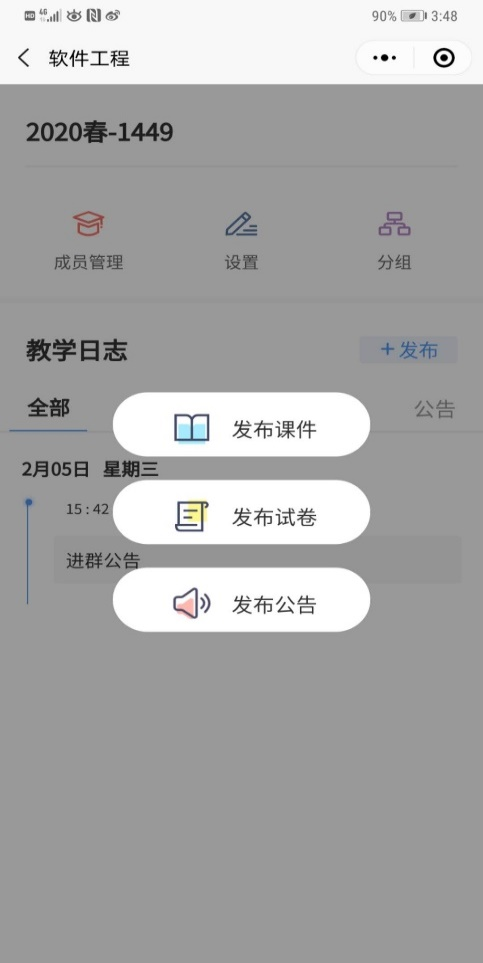 HD 4G 90% 3:48
软件工程
2020春-1449
成员管理 设置 分组
教学日志 +发布
全部 公告
发布课件
2月05日 星期三
15:42 发布试卷
进群公告
发布公告